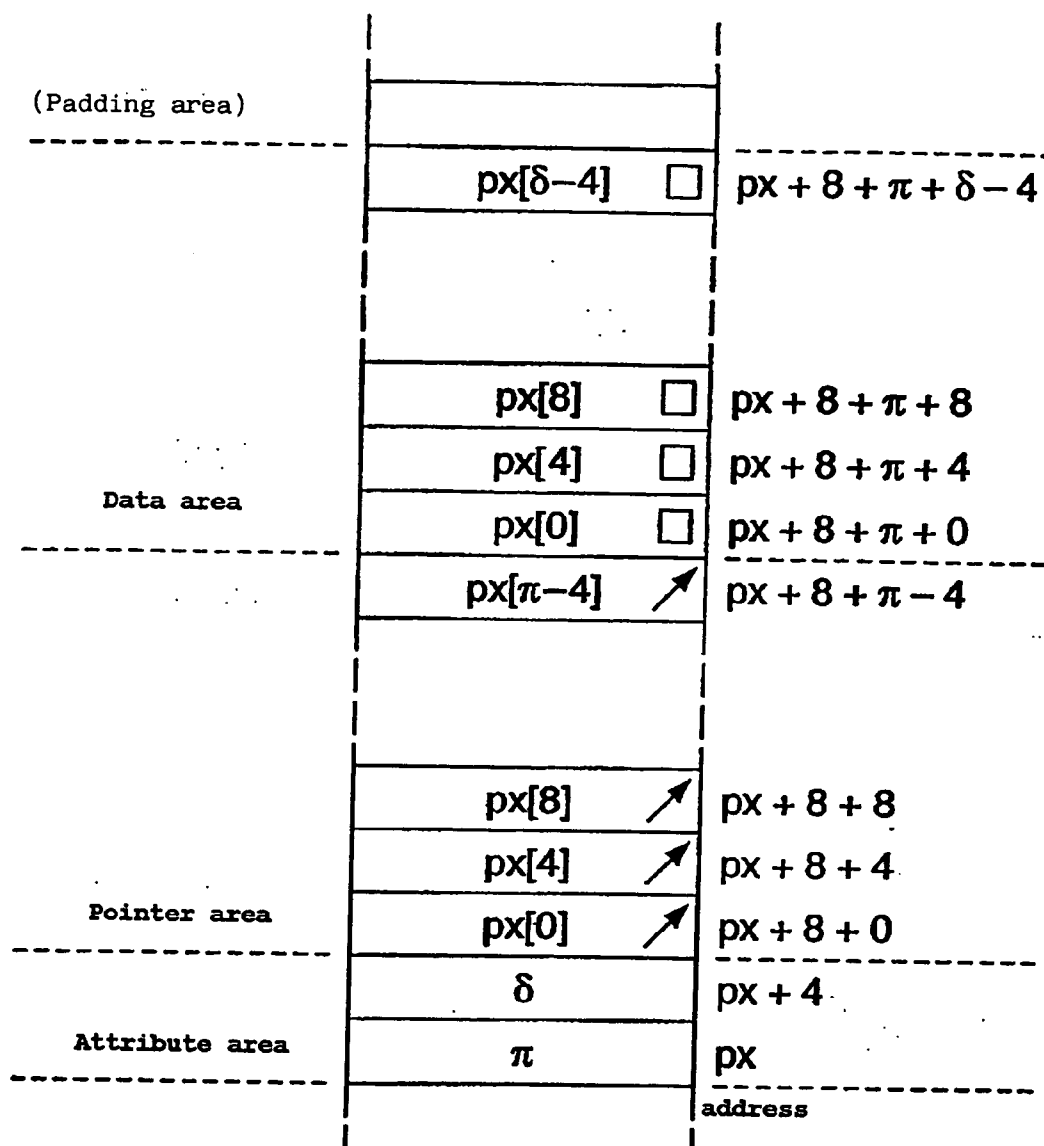 (Padding area)
px[δ−4] px + 8 + π + δ − 4
px[8] px + 8 + π + 8
px[4] px + 8 + π + 4
Data area
px[0] px + 8 + π + 0
px[π−4] px + 8 + π − 4
px[8] px + 8 + 8
px[4] px + 8 + 4
Pointer area
px[0] px + 8 + 0
δ px + 4
Attribute area
π px
address